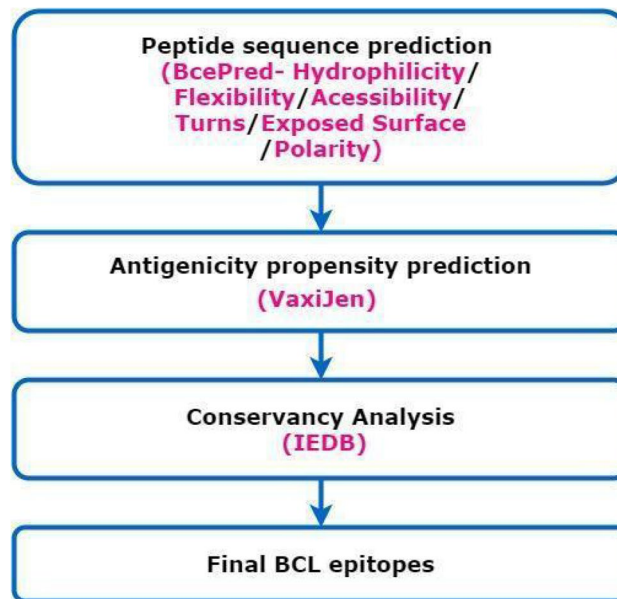 Peptide sequence prediction
(BcePred- Hydrophilicity/
Flexibility/Acessibility/
Turns/Exposed Surface
/Polarity)
Antigenicity propensity prediction
(VaxiJen)
Conservancy Analysis
(IEDB)
Final BCL epitopes